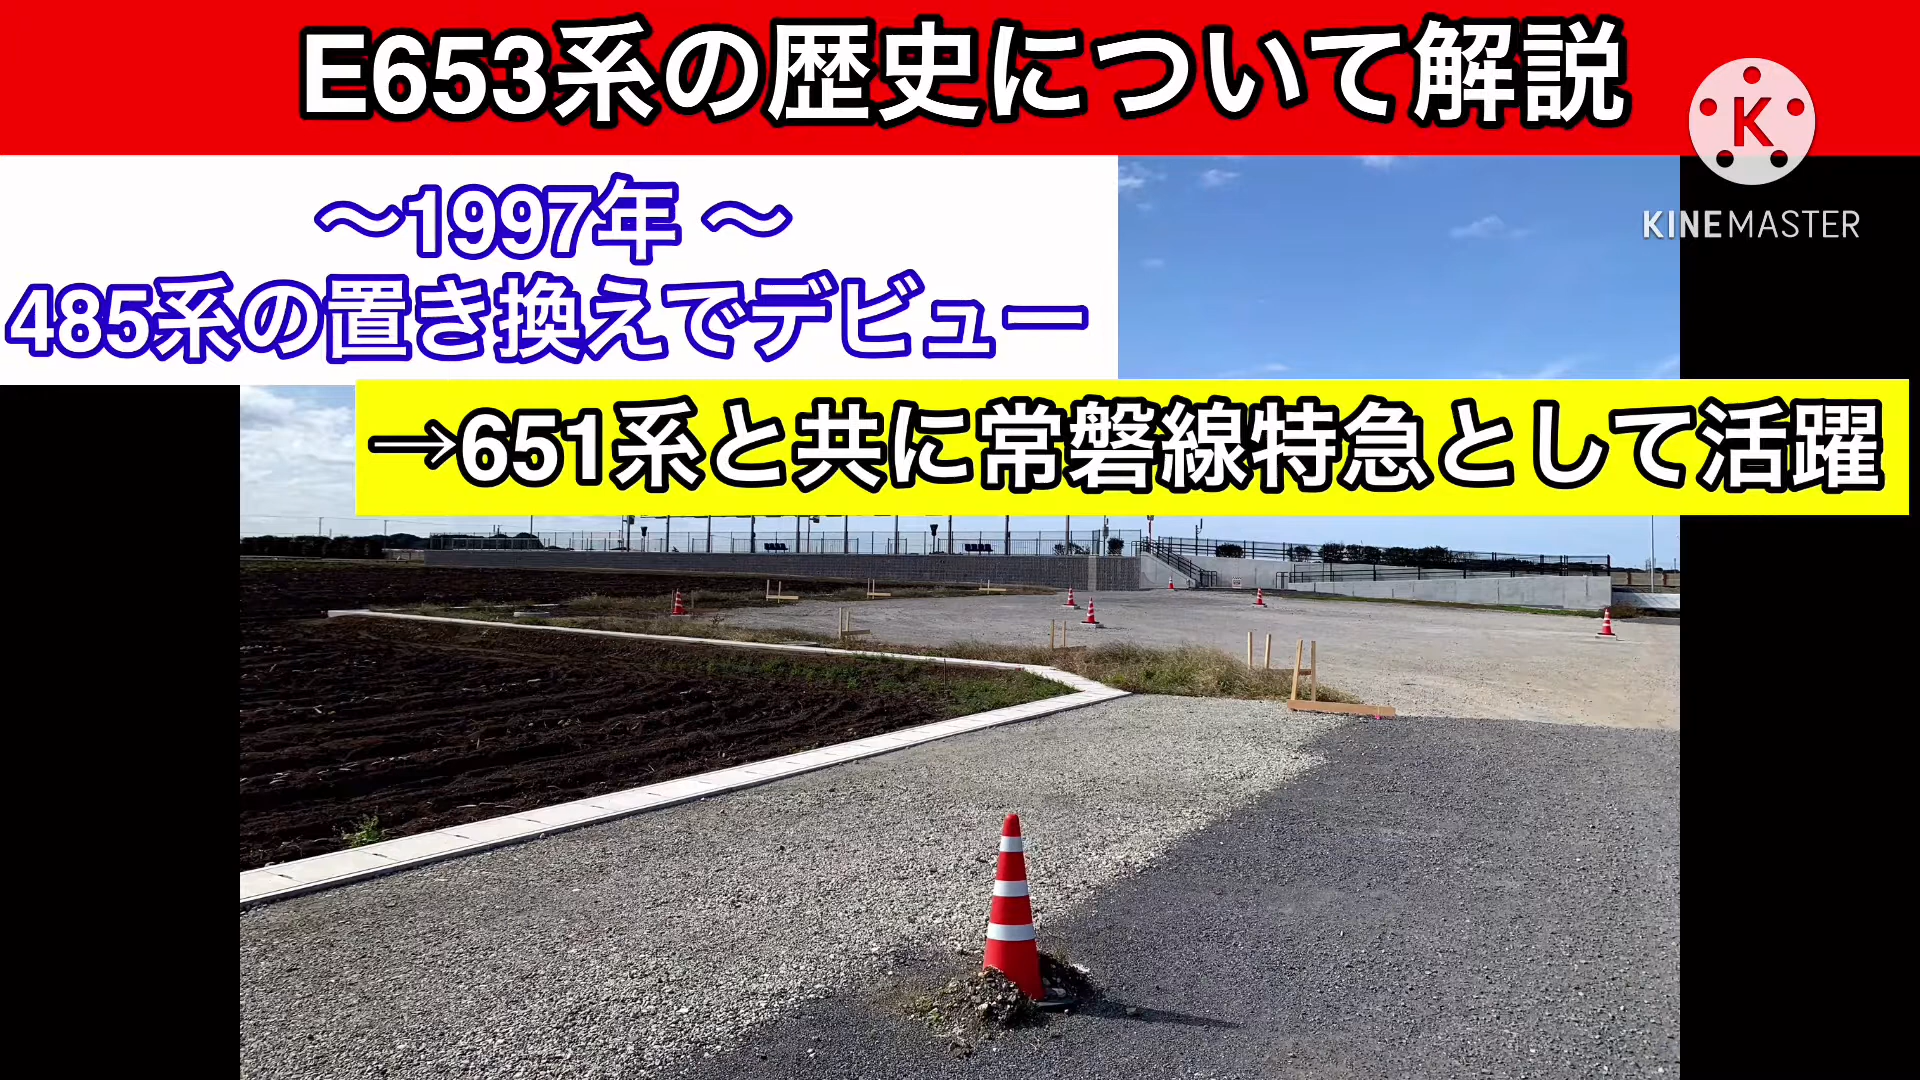 E653系の歴史について解説
K
KINEMASTER
～1997年 ～
485系の置き換えでデビュー
→651系と共に常磐線特急として活躍